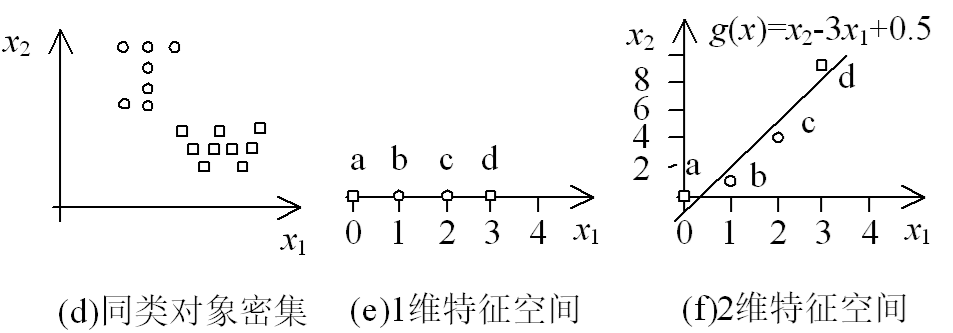 x2
x1
(d)同类对象密集
a b c d
0 1 2 3 4 x1
(e)1维特征空间
x2 g(x)=x2-3x1+0.5
8
6
4
2
a
b
c
d
0 1 2 3 4 x1
(f)2维特征空间